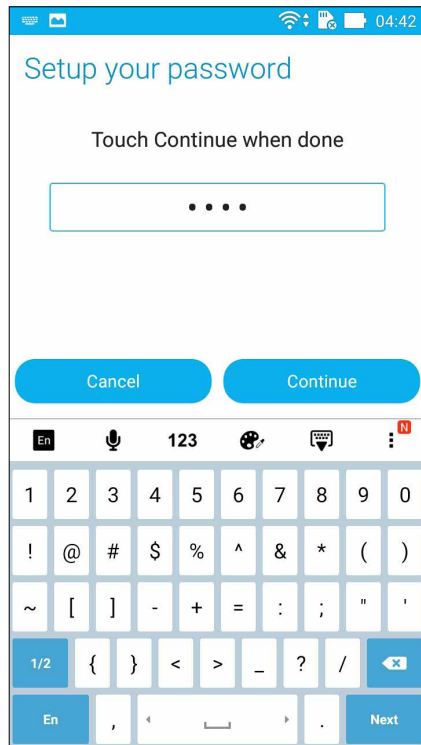 04:42
Setup your password
Touch Continue when done
••••
Cancel Continue
En 123 N
1 2 3 4 5 6 7 8 9 0
! @ # $ % ^ & * ( )
~ [ ] - + = : ; " '
1/2 { } < > _ ? /
En , . Next